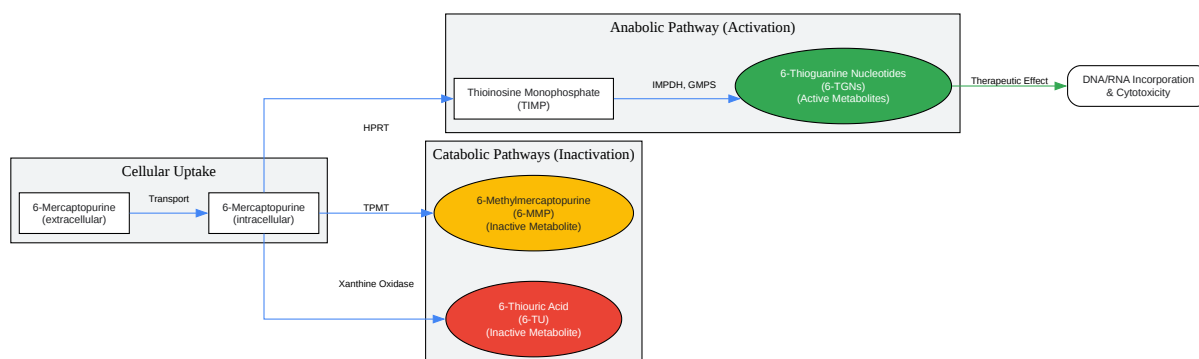 Anabolic Pathway (Activation)
Thioinosine Monophosphate
(TIMP)
IMPDH, GMPS
6-Thioguanine Nucleotides
(6-TGNs)
(Active Metabolites)
Therapeutic Effect
DNA/RNA Incorporation
& Cytotoxicity
HPRT
Cellular Uptake
6-Mercaptopurine
(extracellular)
Transport
6-Mercaptopurine
(intracellular)
TPMT
Catabolic Pathways (Inactivation)
6-Methylmercaptopurine
(6-MMP)
(Inactive Metabolite)
Xanthine Oxidase
6-Thiouric Acid
(6-TU)
(Inactive Metabolite)